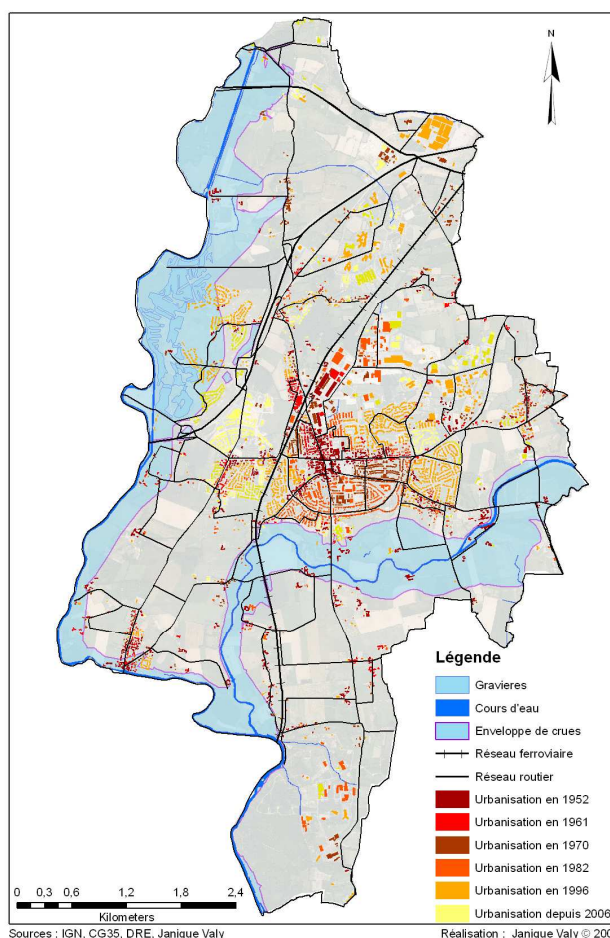 N
Légende
Gravieres
Cours d'eau
Enveloppe de crues
Réseau ferroviaire
Réseau routier
Urbanisation en 1952
Urbanisation en 1961
Urbanisation en 1970
Urbanisation en 1982
Urbanisation en 1996
Urbanisation depuis 2006
0 0,3 0,6 1,2 1,8 2,4
Kilometers
Sources : IGN, CG35, DRE, Janique Valy
Réalisation : Janique Valy © 200